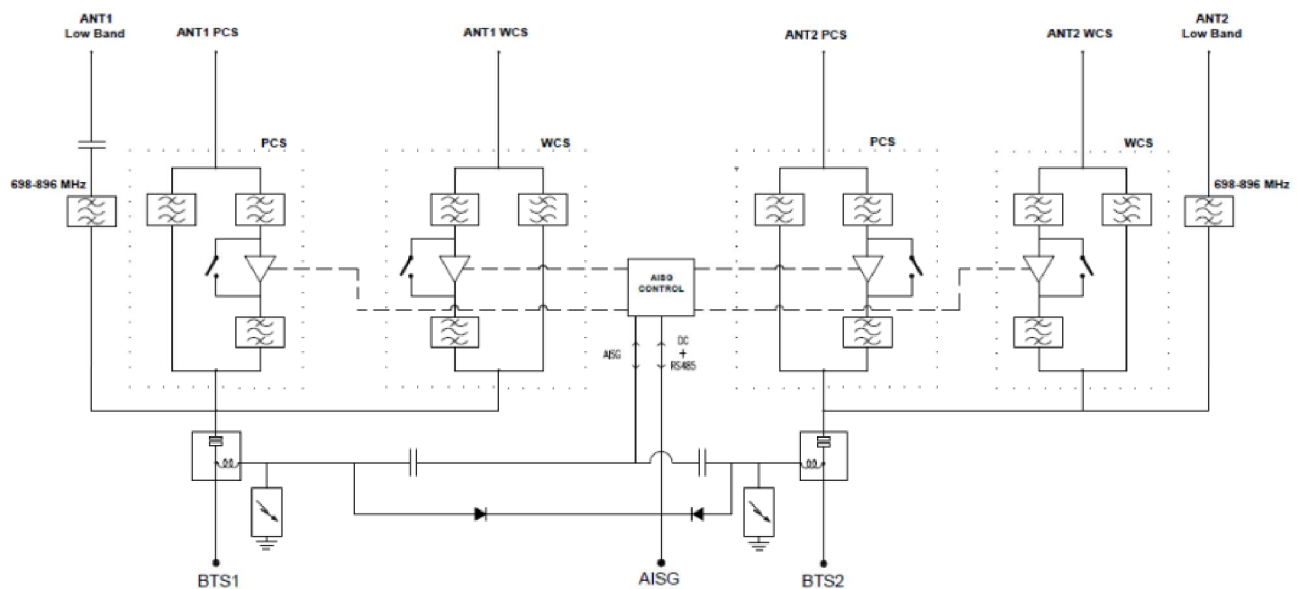 ANT1
Low Band
ANT1 PCS
ANT1 WCS
ANT2 PCS
ANT2 WCS
ANT2
Low Band
PCS
WCS
PCS
WCS
698-896 MHz
698-896 MHz
AISG
CONTROL
AISG
DC
+
RS485
BTS1
AISG
BTS2